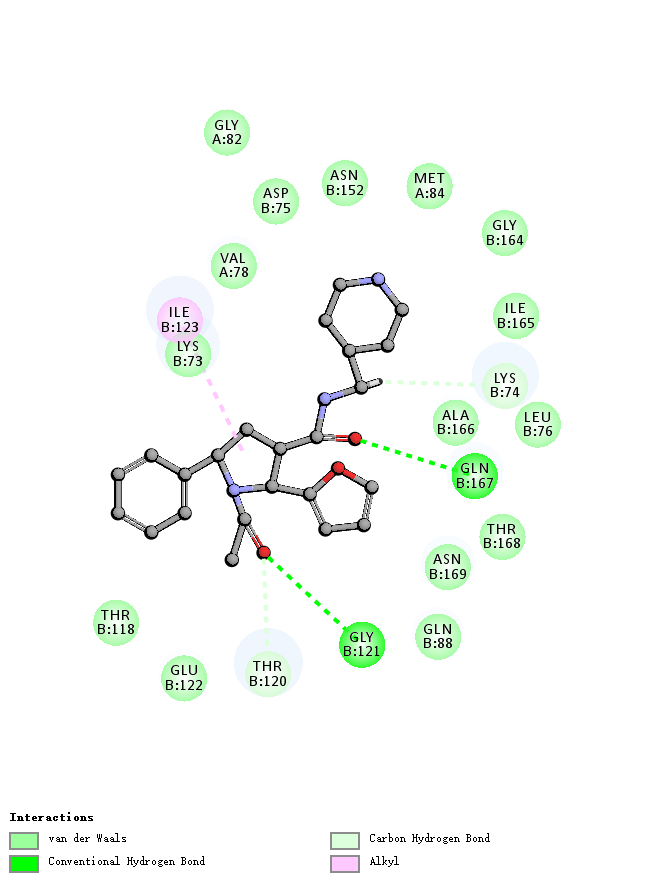 GLY
A:82
ASP
B:75
ASN
B:152
MET
A:84
GLY
B:164
VAL
A:78
ILE
B:123
LYS
B:73
ILE
B:165
LYS
B:74
ALA
B:166
LEU
B:76
GLN
B:167
THR
B:168
ASN
B:169
GLN
B:88
GLY
B:121
THR
B:120
GLU
B:122
THR
B:118
Interactions
van der Waals
Conventional Hydrogen Bond
Carbon Hydrogen Bond
Alkyl